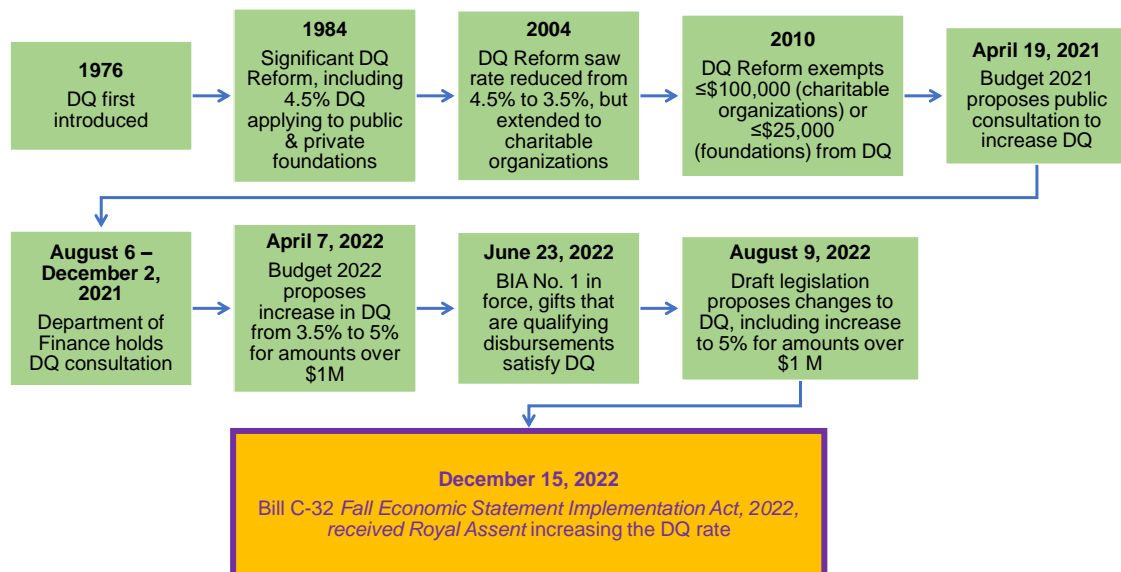 1976
DQ first
introduced
1984
Significant DQ
Reform, including
4.5% DQ
applying to public
& private
foundations
2004
DQ Reform saw
rate reduced from
4.5% to 3.5%, but
extended to
charitable
organizations
2010
DQ Reform exempts
≤$100,000 (charitable
organizations) or
≤$25,000
(foundations) from DQ
April 19, 2021
Budget 2021
proposes public
consultation to
increase DQ
August 6 –
December 2,
2021
Department of
Finance holds
DQ consultation
April 7, 2022
Budget 2022
proposes
increase in DQ
from 3.5% to 5%
for amounts over
$1M
June 23, 2022
BIA No. 1 in
force, gifts that
are qualifying
disbursements
satisfy DQ
August 9, 2022
Draft legislation
proposes changes to
DQ, including increase
to 5% for amounts over
$1 M
December 15, 2022
Bill C-32 Fall Economic Statement Implementation Act, 2022,
received Royal Assent increasing the DQ rate